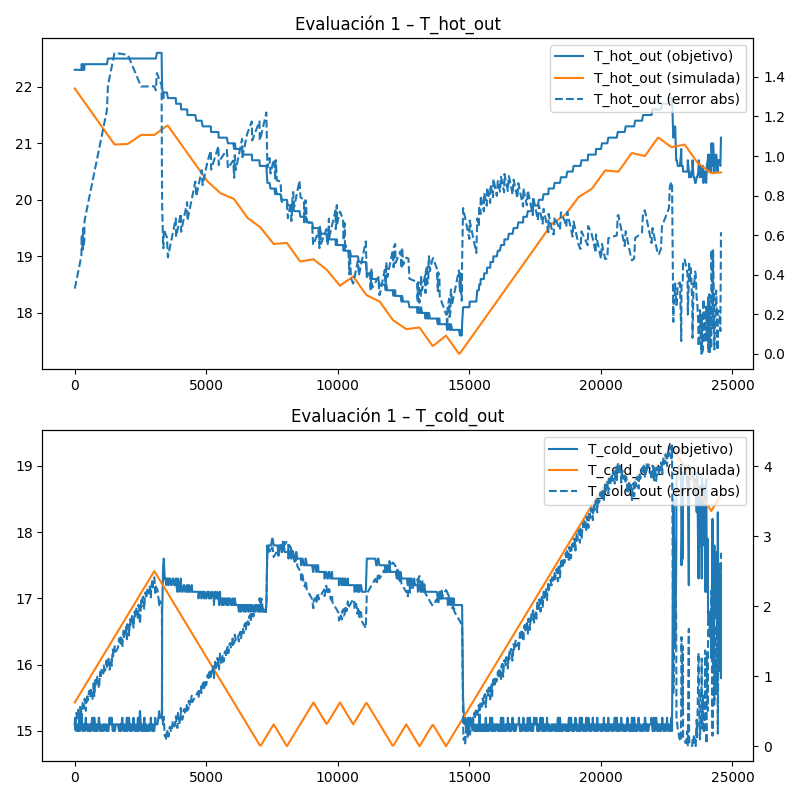 Evaluación 1 – T_hot_out
T_hot_out (objetivo)
T_hot_out (simulada)
T_hot_out (error abs)
22
21
20
19
18
1.4
1.2
1.0
0.8
0.6
0.4
0.2
0.0
0 5000 10000 15000 20000 25000
Evaluación 1 – T_cold_out
T_cold_out (objetivo)
T_cold_out (simulada)
T_cold_out (error abs)
19
18
17
16
15
4
3
2
1
0
0 5000 10000 15000 20000 25000